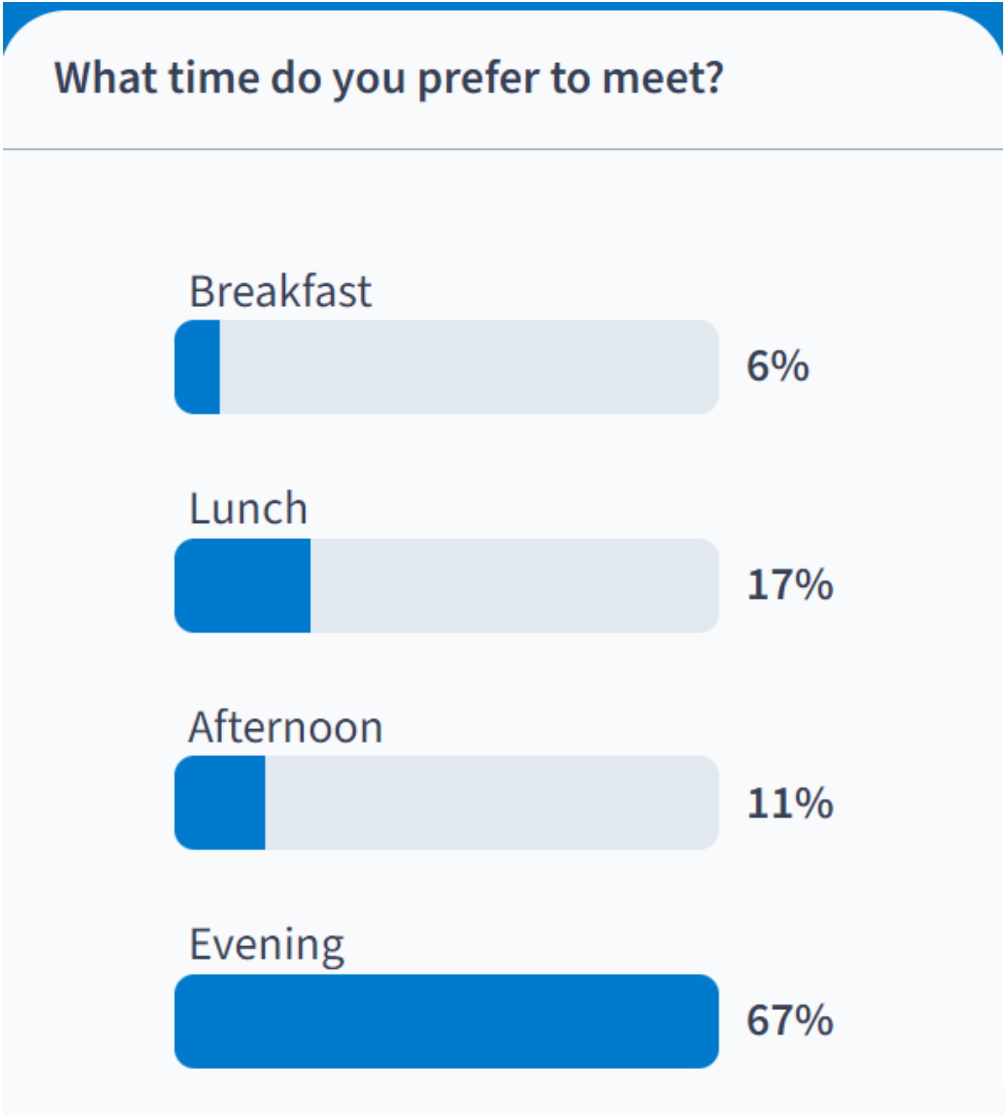 What time do you prefer to meet?
Breakfast
6%
Lunch
17%
Afternoon
11%
Evening
67%